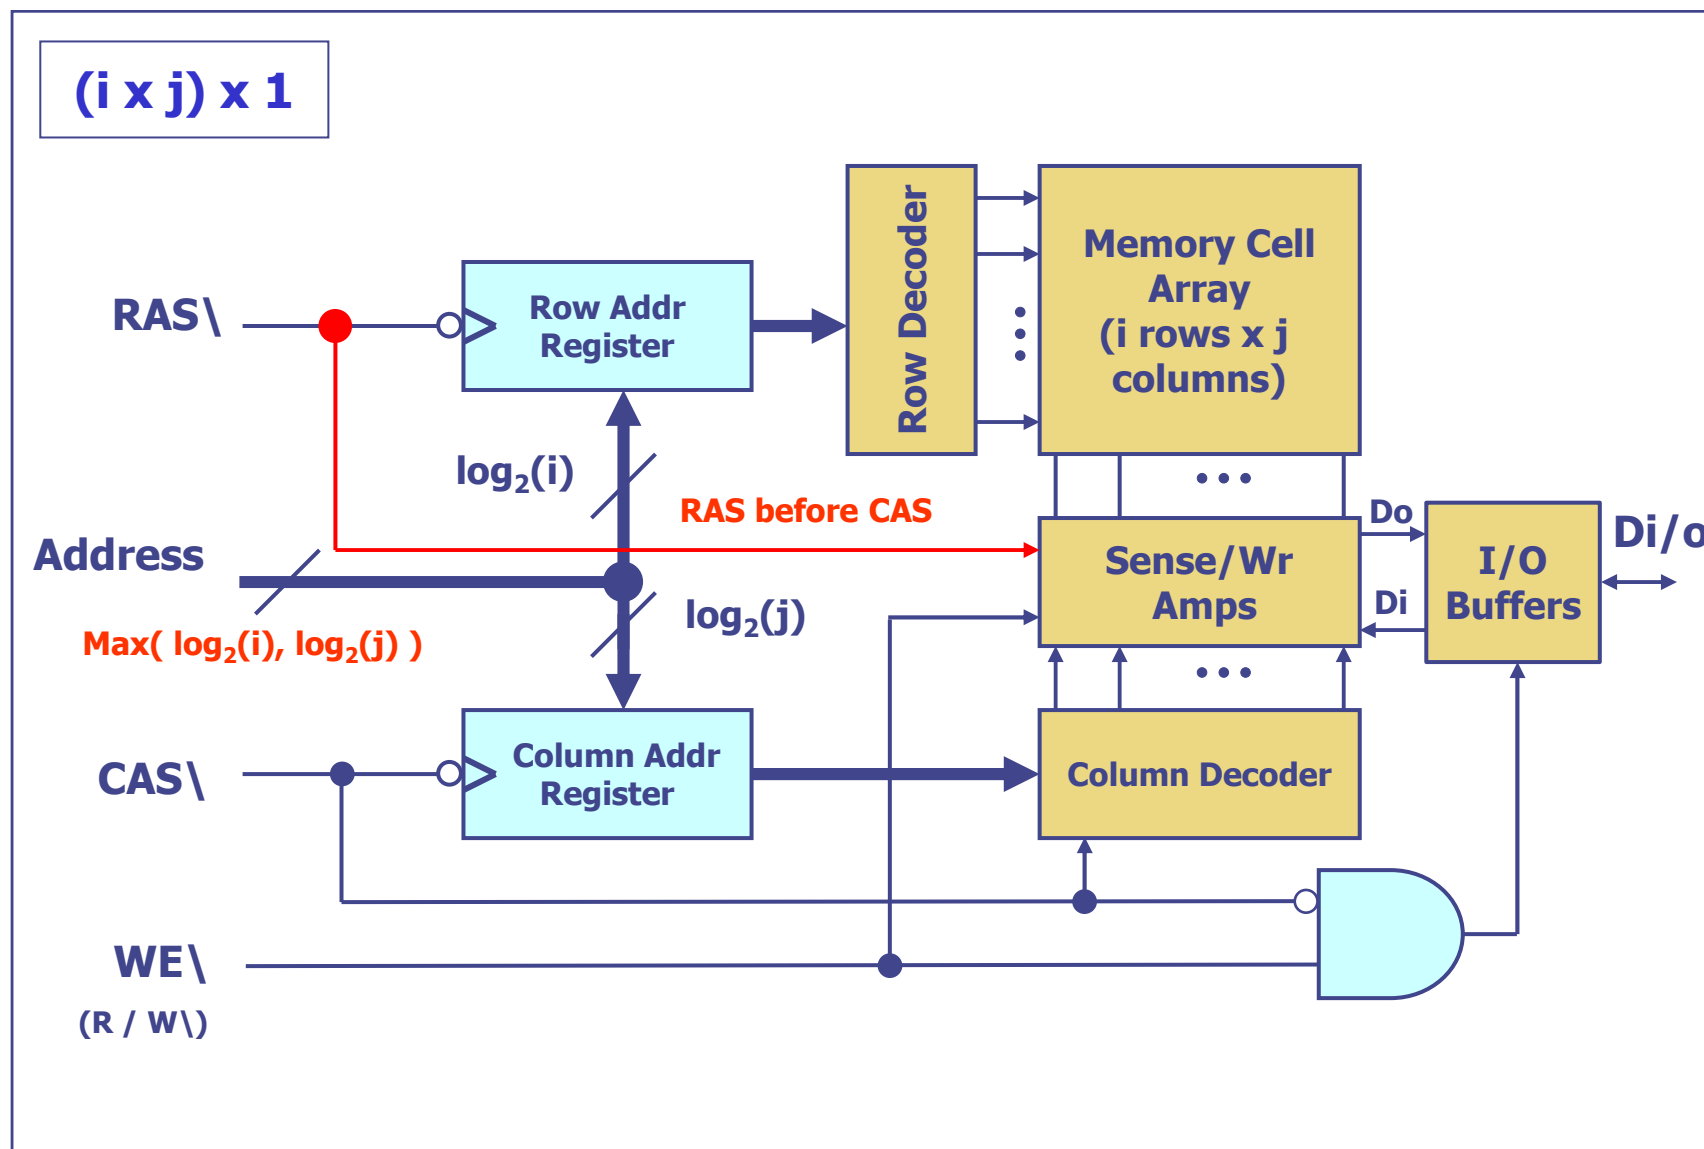 (i x j) x 1
RAS\
Row Addr
Register
Row Decoder
Memory Cell
Array
(i rows x j
columns)
log₂(i)
RAS before CAS
Address
Max( log₂(i), log₂(j) )
log₂(j)
Sense/Wr
Amps
Do
Di
I/O
Buffers
Di/o
CAS\
Column Addr
Register
Column Decoder
WE\
(R / W\)